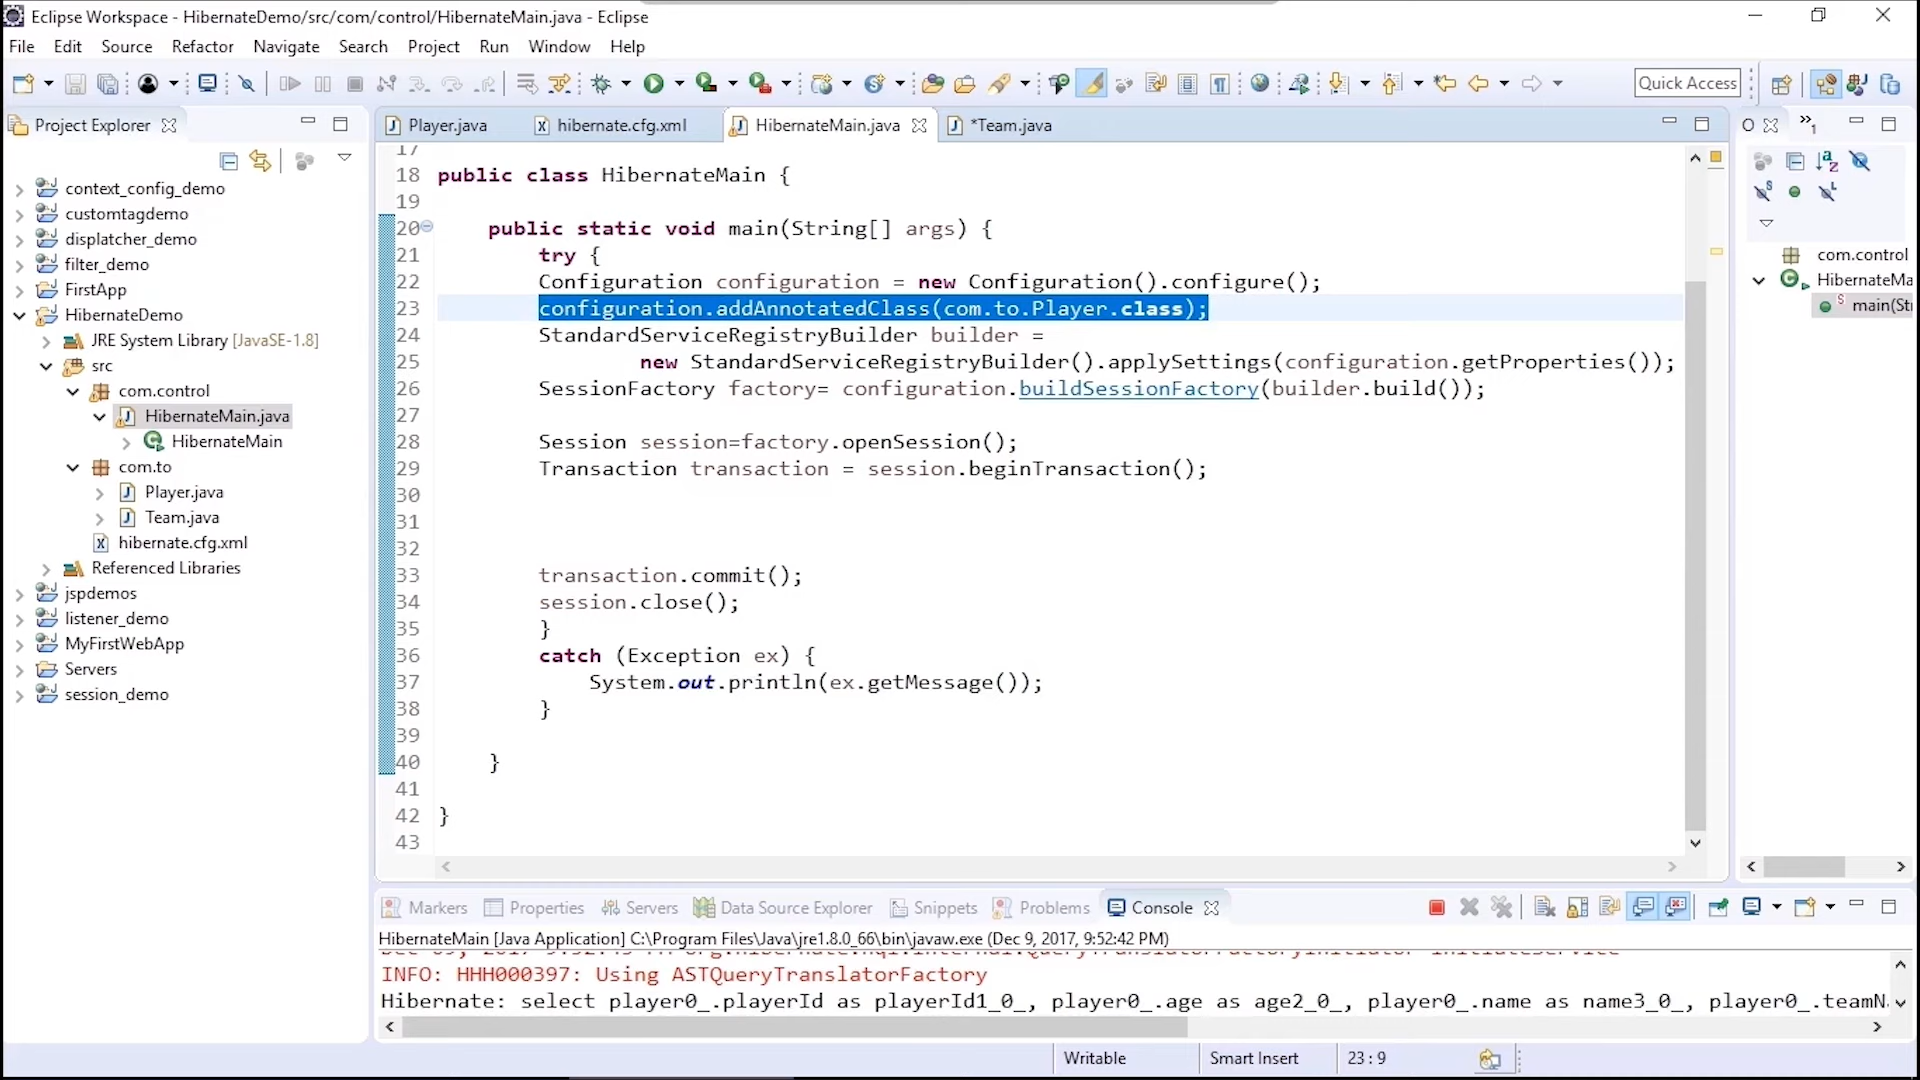 Eclipse Workspace - HibernateDemo/src/com/control/HibernateMain.java - Eclipse
File Edit Source Refactor Navigate Search Project Run Window Help
Quick Access
Project Explorer
Player.java
hibernate.cfg.xml
HibernateMain.java
*Team.java
context_config_demo
customtagdemo
displatcher_demo
filter_demo
FirstApp
HibernateDemo
JRE System Library [JavaSE-1.8]
src
com.control
HibernateMain.java
HibernateMain
com.to
Player.java
Team.java
hibernate.cfg.xml
Referenced Libraries
jspdemos
listener_demo
MyFirstWebApp
Servers
session_demo
17
18 public class HibernateMain {
19
20 public static void main(String[] args) {
21 try {
22 Configuration configuration = new Configuration().configure();
23 configuration.addAnnotatedClass(com.to.Player.class);
24 StandardServiceRegistryBuilder builder =
25 new StandardServiceRegistryBuilder().applySettings(configuration.getProperties());
26 SessionFactory factory= configuration.buildSessionFactory(builder.build());
27
28 Session session=factory.openSession();
29 Transaction transaction = session.beginTransaction();
30
31
32
33 transaction.commit();
34 session.close();
35 }
36 catch (Exception ex) {
37 System.out.println(ex.getMessage());
38 }
39
40 }
41
42 }
43
O
com.control
HibernateMa
main(Stri
Markers Properties Servers Data Source Explorer Snippets Problems Console
HibernateMain [Java Application] C:\Program Files\Java\jre1.8.0_66\bin\javaw.exe (Dec 9, 2017, 9:52:42 PM)
INFO: HHH000397: Using ASTQueryTranslatorFactory
Hibernate: select player0_.playerId as playerId1_0_, player0_.age as age2_0_, player0_.name as name3_0_, player0_.teamN
Writable Smart Insert 23 : 9